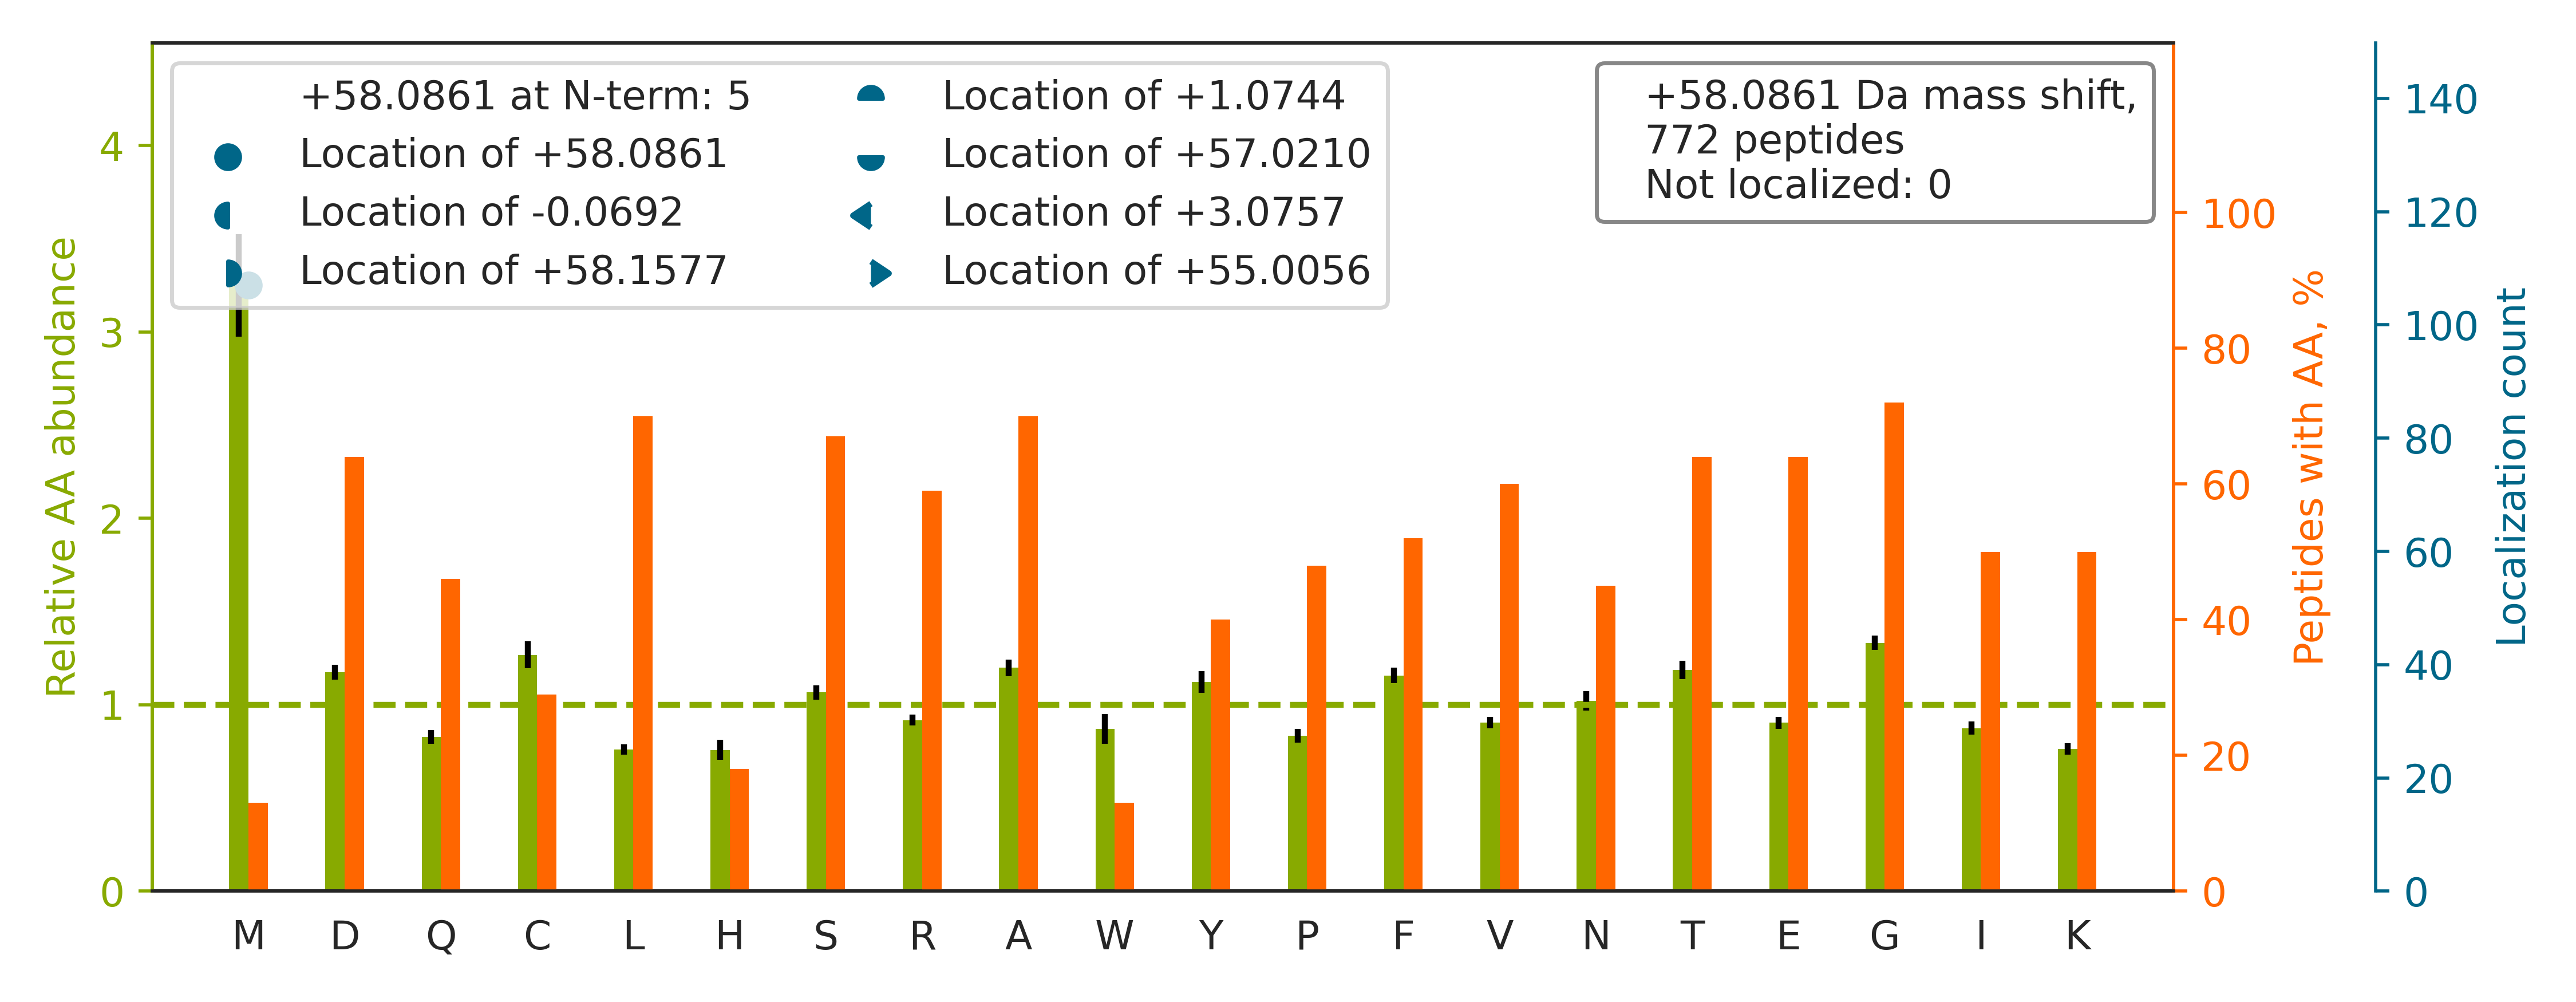 +58.0861 at N-term: 5
Location of +58.0861
Location of -0.0692
Location of +58.1577
Location of +1.0744
Location of +57.0210
Location of +3.0757
Location of +55.0056
+58.0861 Da mass shift,
772 peptides
Not localized: 0
Relative AA abundance
4
3
2
1
0
100
80
60
40
20
0
Peptides with AA, %
140
120
100
80
60
40
20
0
Localization count
M D Q C L H S R A W Y P F V N T E G I K